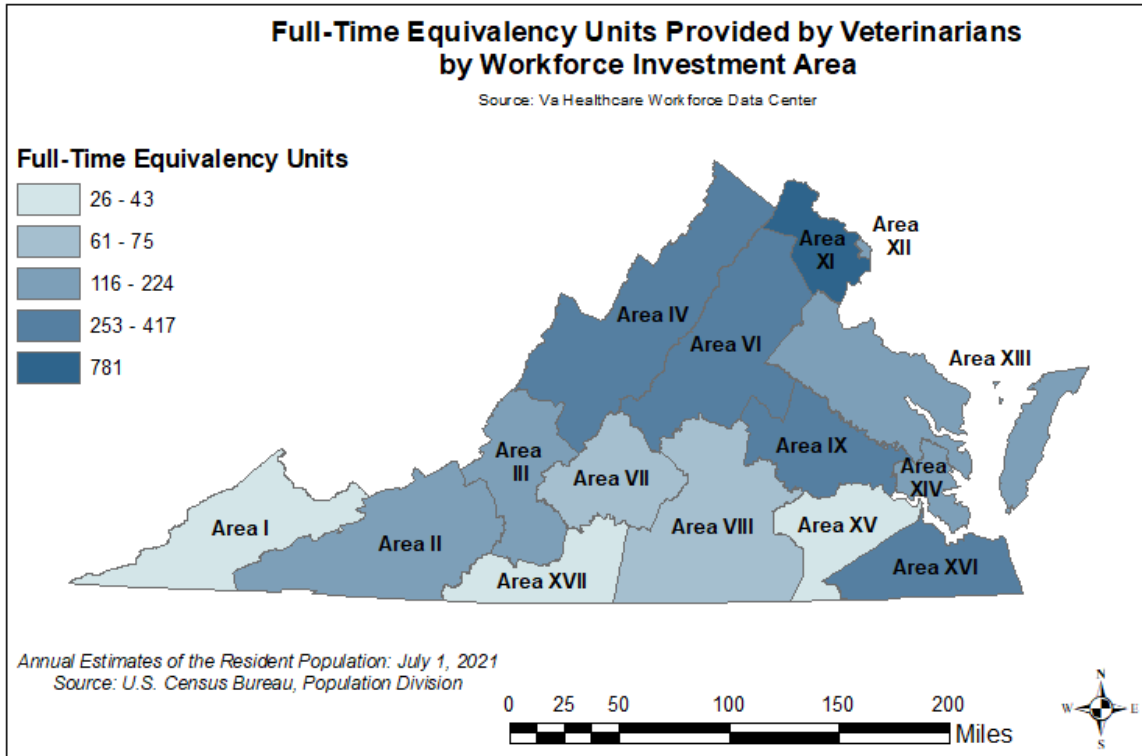 Full-Time Equivalency Units Provided by Veterinarians
by Workforce Investment Area
Source: Va Healthcare Workforce Data Center
Full-Time Equivalency Units
26 - 43
61 - 75
116 - 224
253 - 417
781
Area
XII
Area
XI
Area IV
Area VI
Area XIII
Area
III
Area VII
Area IX
Area
XIV
Area I
Area II
Area VIII
Area XV
Area XVII
Area XVI
Annual Estimates of the Resident Population: July 1, 2021
Source: U.S. Census Bureau, Population Division
0 25 50 100 150 200
Miles
N
W E
S